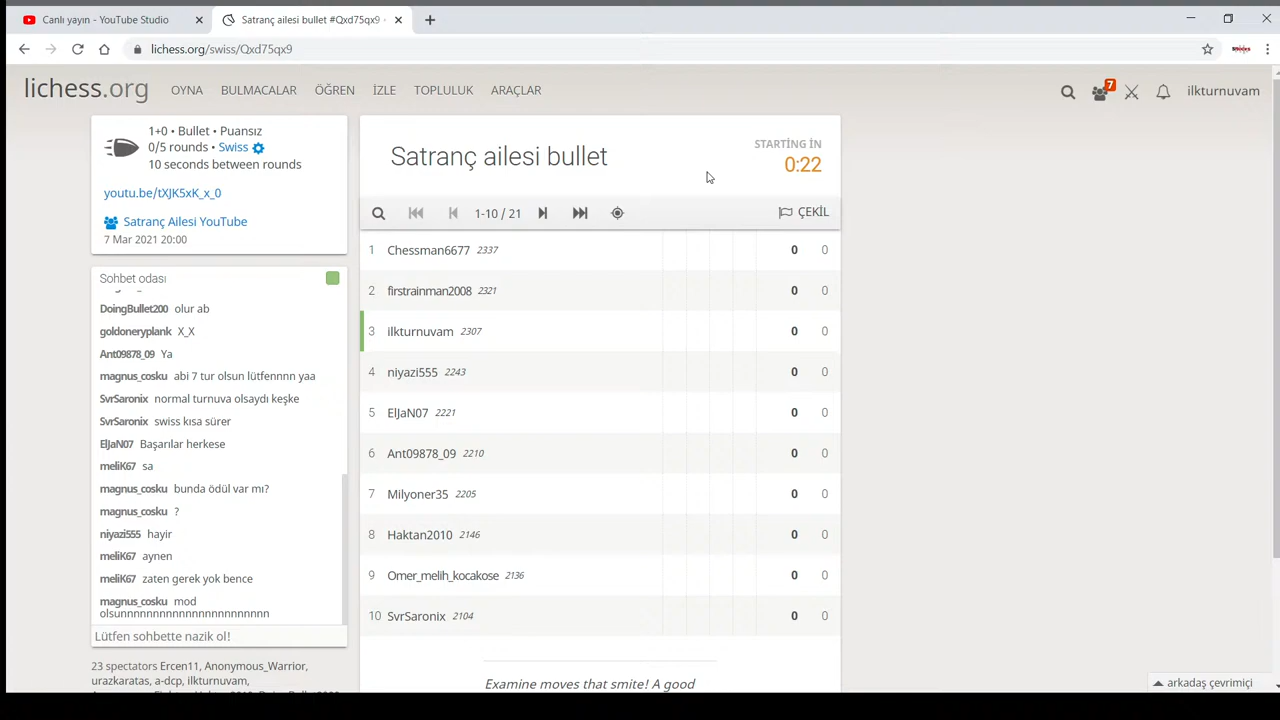 Canlı yayın - YouTube Studio
Satranç ailesi bullet #Qxd75qx9 -
lichess.org/swiss/Qxd75qx9
lichess.org
OYNA BULMACALAR ÖĞREN İZLE TOPLULUK ARAÇLAR
7
ilkturnuvam
1+0 • Bullet • Puansız
0/5 rounds • Swiss
10 seconds between rounds
youtu.be/tXJK5xK_x_0
Satranç Ailesi YouTube
7 Mar 2021 20:00
Sohbet odası
DoingBullet200 olur ab
goldoneryplank X_X
Ant09878_09 Ya
magnus_cosku abi 7 tur olsun lütfennnn yaa
SvrSaronix normal turnuva olsaydı keşke
SvrSaronix swiss kısa sürer
ElJaN07 Başarılar herkese
meliK67 sa
magnus_cosku bunda ödül var mı?
magnus_cosku ?
niyazi555 hayir
meliK67 aynen
meliK67 zaten gerek yok bence
magnus_cosku mod
olsunnnnnnnnnnnnnnnnnnnnnnn
Lütfen sohbette nazik ol!
23 spectators Ercen11, Anonymous_Warrior,
urazkaratas, a-dcp, ilkturnuvam,
Satranç ailesi bullet
STARTİNG İN
0:22
1-10 / 21
ÇEKİL
1 Chessman6677 2337 0 0
2 firstrainman2008 2321 0 0
3 ilkturnuvam 2307 0 0
4 niyazi555 2243 0 0
5 ElJaN07 2221 0 0
6 Ant09878_09 2210 0 0
7 Milyoner35 2205 0 0
8 Haktan2010 2146 0 0
9 Omer_melih_kocakose 2136 0 0
10 SvrSaronix 2104 0 0
Examine moves that smite! A good
arkadaş çevrimiçi